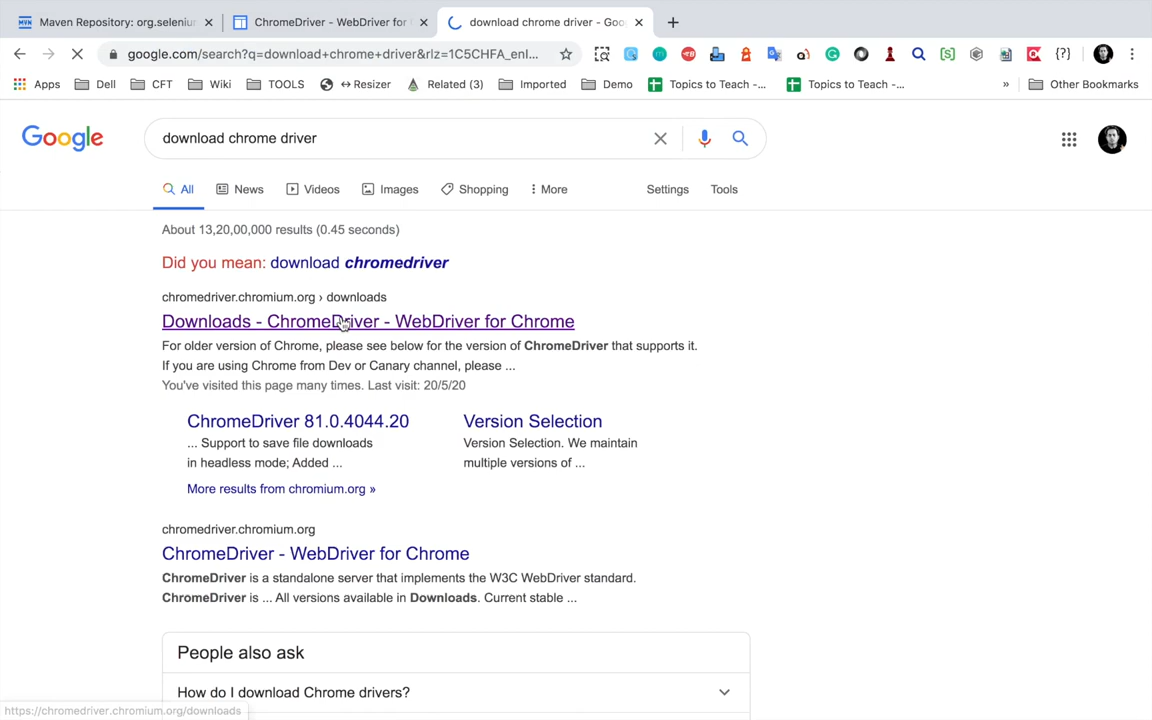 Maven Repository: org.seleniu
ChromeDriver - WebDriver for
download chrome driver - Goo
google.com/search?q=download+chrome+driver&rlz=1C5CHFA_enI...
Apps
Dell
CFT
Wiki
TOOLS
↔Resizer
Related (3)
Imported
Demo
Topics to Teach -...
Topics to Teach -...
»
Other Bookmarks
Google
download chrome driver
All
News
Videos
Images
Shopping
More
Settings
Tools
About 13,20,00,000 results (0.45 seconds)
Did you mean: download chromedriver
chromedriver.chromium.org › downloads
Downloads - ChromeDriver - WebDriver for Chrome
For older version of Chrome, please see below for the version of ChromeDriver that supports it.
If you are using Chrome from Dev or Canary channel, please ...
You've visited this page many times. Last visit: 20/5/20
ChromeDriver 81.0.4044.20
... Support to save file downloads
in headless mode; Added ...
Version Selection
Version Selection. We maintain
multiple versions of ...
More results from chromium.org »
chromedriver.chromium.org
ChromeDriver - WebDriver for Chrome
ChromeDriver is a standalone server that implements the W3C WebDriver standard.
ChromeDriver is ... All versions available in Downloads. Current stable ...
People also ask
How do I download Chrome drivers?
https://chromedriver.chromium.org/downloads